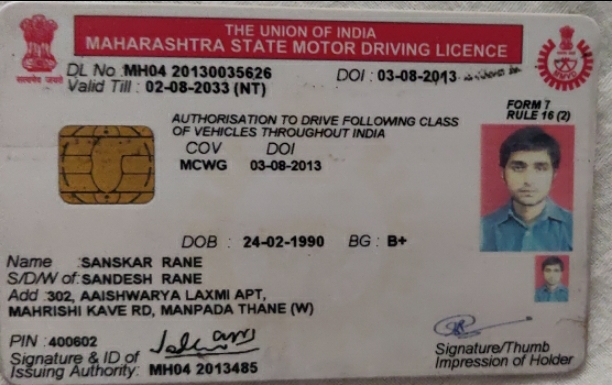 THE UNION OF INDIA
MAHARASHTRA STATE MOTOR DRIVING LICENCE
DL No :MH04 20130035626 DOI : 03-08-2013
Valid Till : 02-08-2033 (NT)
FORM 7
RULE 16 (2)
AUTHORISATION TO DRIVE FOLLOWING CLASS
OF VEHICLES THROUGHOUT INDIA
COV DOI
MCWG 03-08-2013
DOB : 24-02-1990 BG : B+
Name :SANSKAR RANE
S/D/W of:SANDESH RANE
Add :302, AAISHWARYA LAXMI APT,
MAHRISHI KAVE RD, MANPADA THANE (W)
PIN :400602
Signature & ID of
Issuing Authority: MH04 2013485
Signature/Thumb
Impression of Holder
सत्यमेव जयते